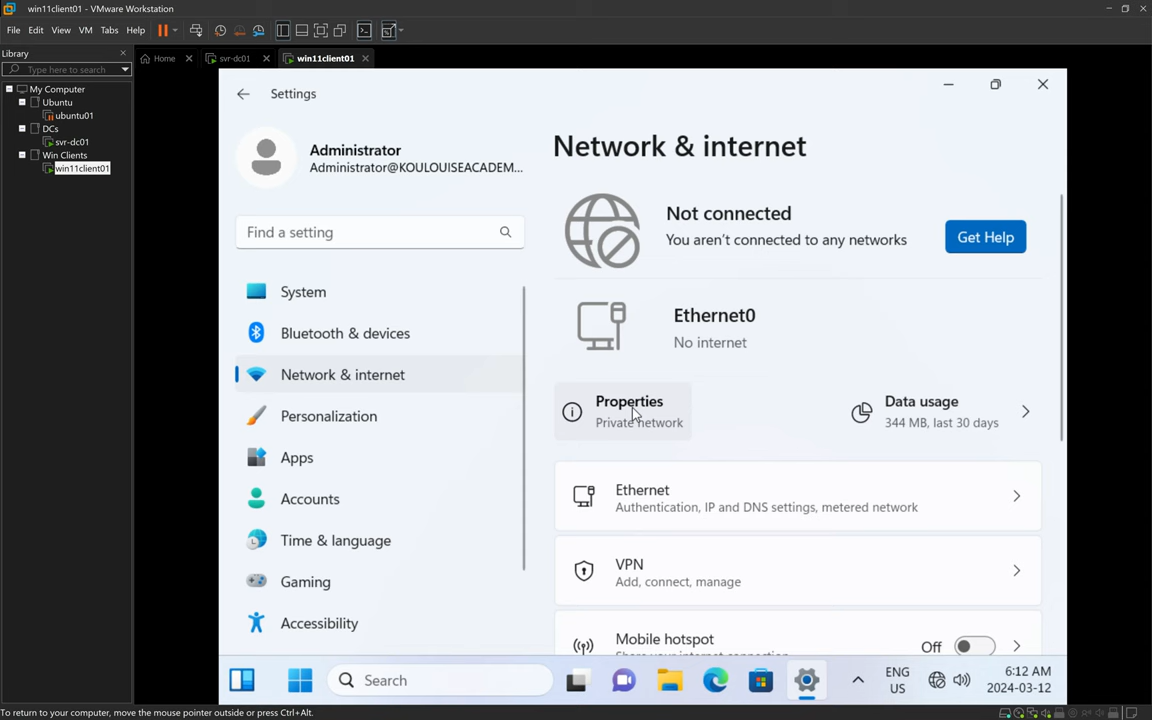 win11client01 - VMware Workstation
File Edit View VM Tabs Help
Library
Type here to search
My Computer
Ubuntu
ubuntu01
DCs
svr-dc01
Win Clients
win11client01
Home svr-dc01 win11client01
Settings
Administrator
Administrator@KOULOUISEACADEM...
Find a setting
System
Bluetooth & devices
Network & internet
Personalization
Apps
Accounts
Time & language
Gaming
Accessibility
Network & internet
Not connected
You aren't connected to any networks
Get Help
Ethernet0
No internet
Properties
Private network
Data usage
344 MB, last 30 days
Ethernet
Authentication, IP and DNS settings, metered network
VPN
Add, connect, manage
Mobile hotspot
Share your internet connection
Off
Search
ENG
US
6:12 AM
2024-03-12
To return to your computer, move the mouse pointer outside or press Ctrl+Alt.